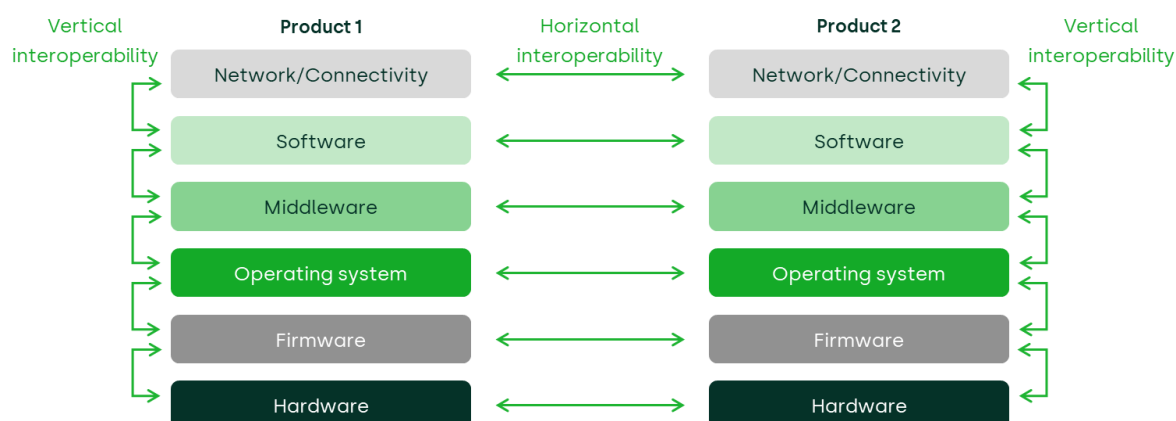 Vertical
interoperability
Product 1
Horizontal
interoperability
Product 2
Vertical
interoperability
Network/Connectivity
Network/Connectivity
Software
Software
Middleware
Middleware
Operating system
Operating system
Firmware
Firmware
Hardware
Hardware